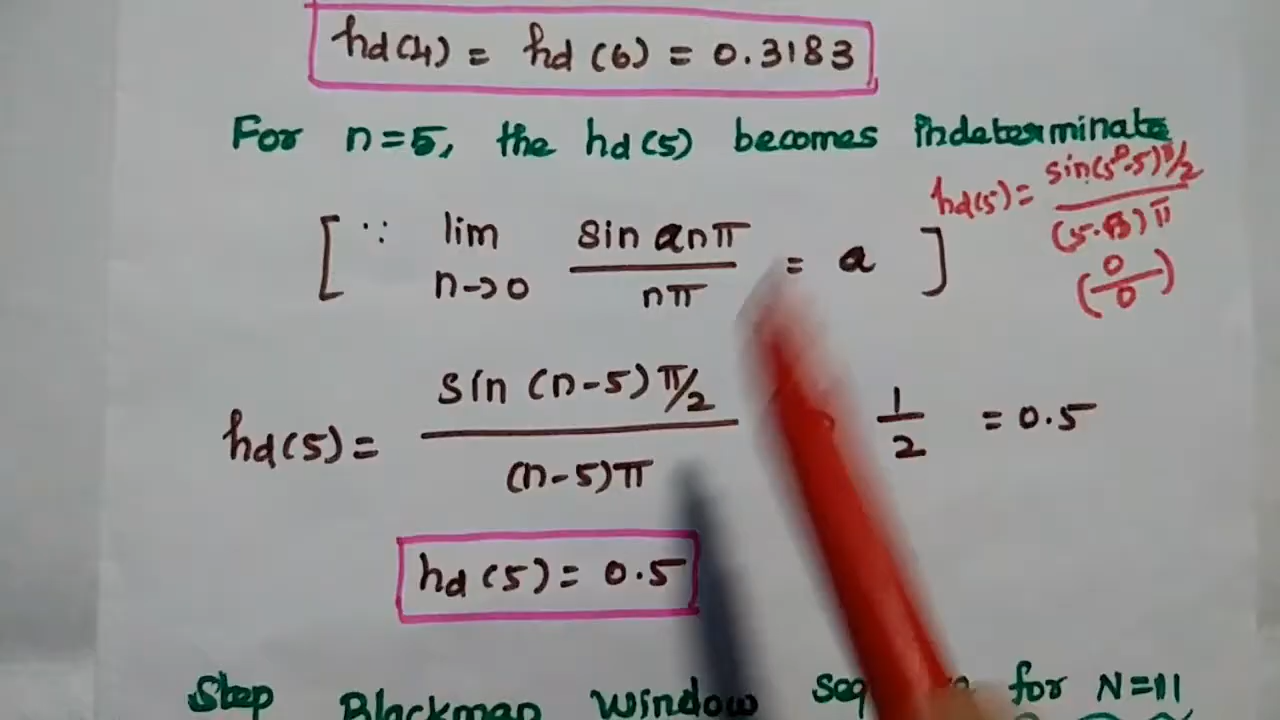 hd(4) = hd(6) = 0.3183
For n=5, the hd(5) becomes indeterminate
hd(5)= sin(5-5)π/2 / (5-5)π
(0/0)
[ ∵ lim n→0 sin anπ / nπ = a ]
hd(5)= sin (n-5)π/2 / (n-5)π 1/2 = 0.5
hd(5)= 0.5
Step Blackman window for N=11